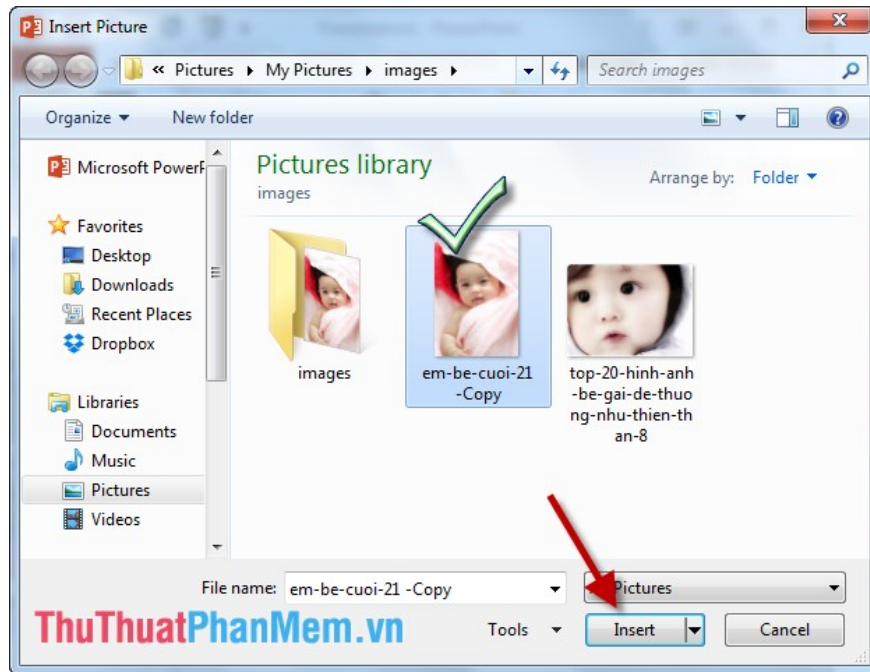 Insert Picture
« Pictures My Pictures images
Search images
Organize New folder
Microsoft PowerP
Pictures library
images
Arrange by: Folder
Favorites
Desktop
Downloads
Recent Places
Dropbox
Libraries
Documents
Music
Pictures
Videos
images
em-be-cuoi-21
-Copy
top-20-hinh-anh
-be-gai-de-thuo
ng-nhu-thien-th
an-8
File name: em-be-cuoi-21 -Copy
Pictures
ThuThuatPhanMem.vn
Tools Insert Cancel